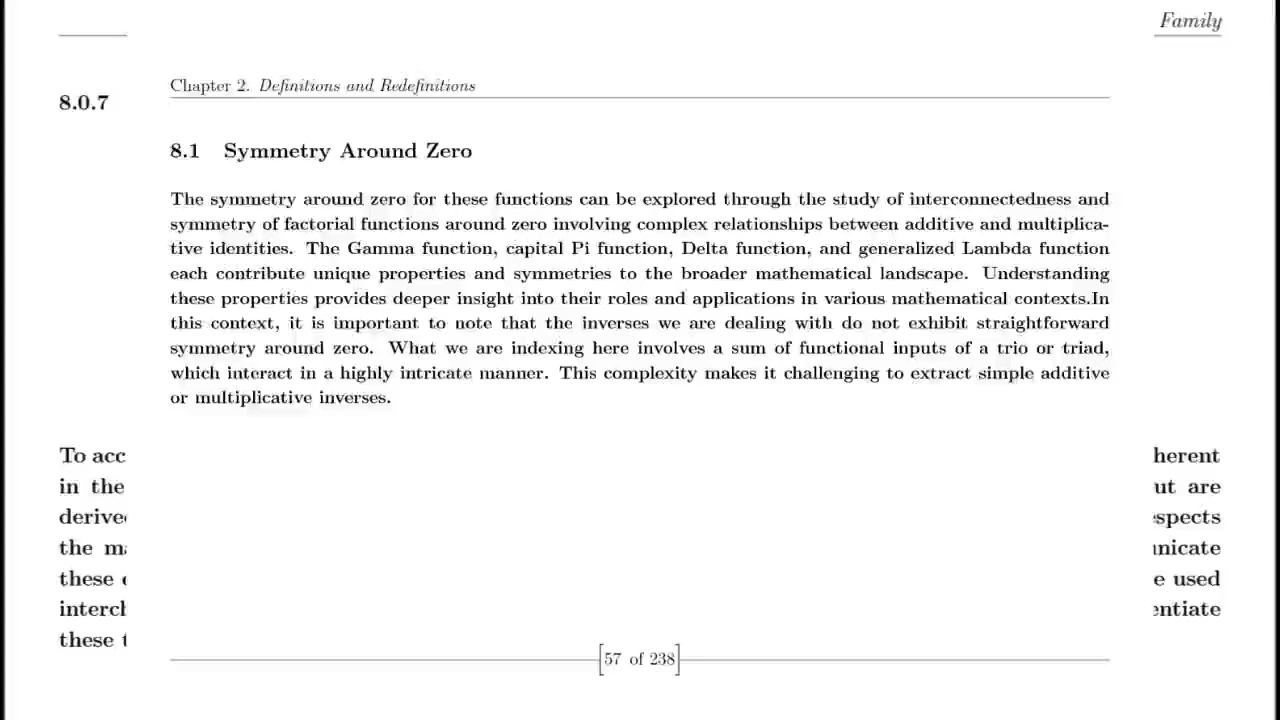 Family
Chapter 2. Definitions and Redefinitions
8.0.7
8.1 Symmetry Around Zero
The symmetry around zero for these functions can be explored through the study of interconnectedness and
symmetry of factorial functions around zero involving complex relationships between additive and multiplica-
tive identities. The Gamma function, capital Pi function, Delta function, and generalized Lambda function
each contribute unique properties and symmetries to the broader mathematical landscape. Understanding
these properties provides deeper insight into their roles and applications in various mathematical contexts.In
this context, it is important to note that the inverses we are dealing with do not exhibit straightforward
symmetry around zero. What we are indexing here involves a sum of functional inputs of a trio or triad,
which interact in a highly intricate manner. This complexity makes it challenging to extract simple additive
or multiplicative inverses.
To acc herent
in the ut are
derive spects
the m nicate
these e used
interch entiate
these t
57 of 238